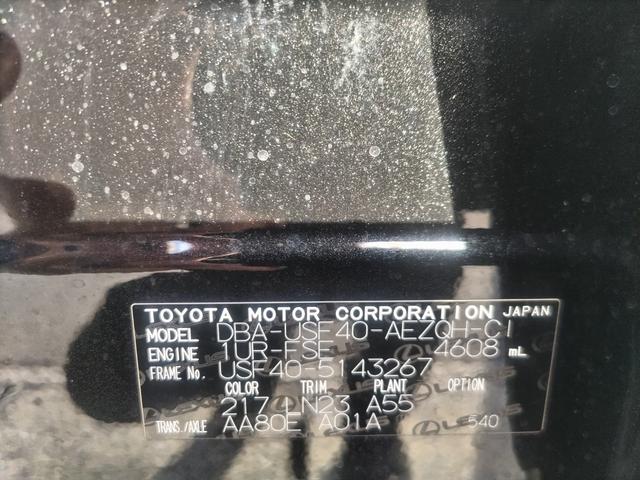 TOYOTA MOTOR CORPORATION JAPAN
MODEL DBA-USF40-AEZQH-CI
ENGINE 1UR-FSE 4608 mL
FRAME No. USF40-5143267
COLOR TRIM PLANT OPTION
217 LN23 A55
TRANS./AXLE AA80E A01A 540